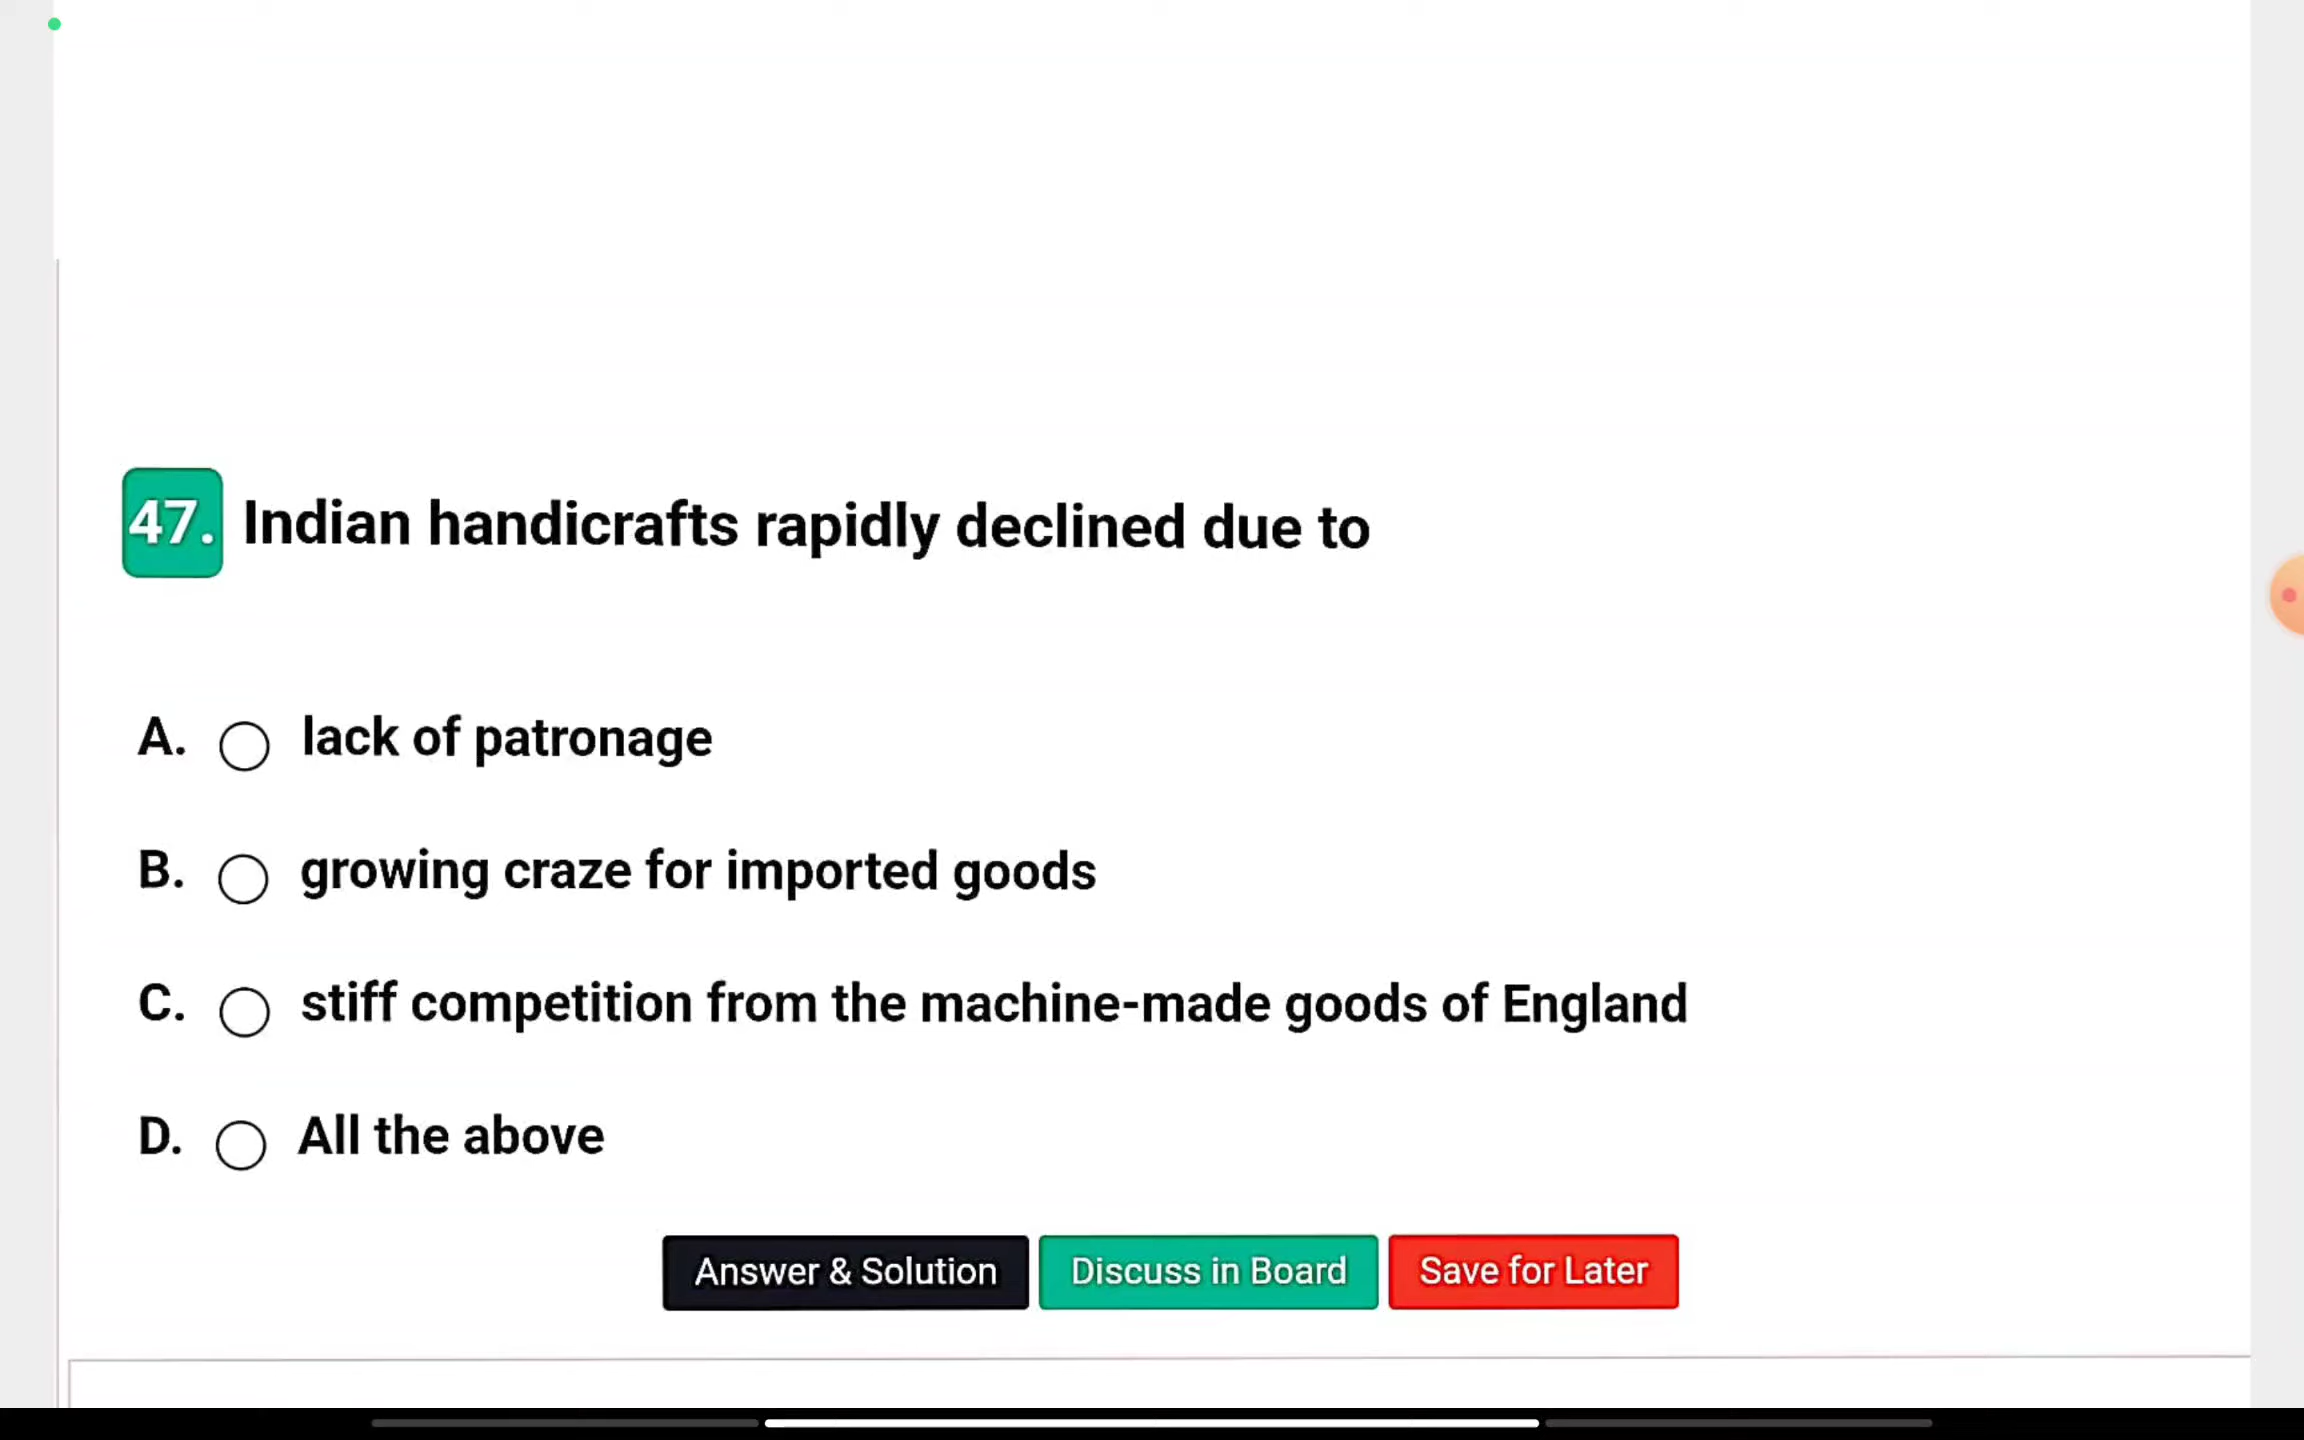 47. Indian handicrafts rapidly declined due to
A. lack of patronage
B. growing craze for imported goods
C. stiff competition from the machine-made goods of England
D. All the above
Answer & Solution Discuss in Board Save for Later